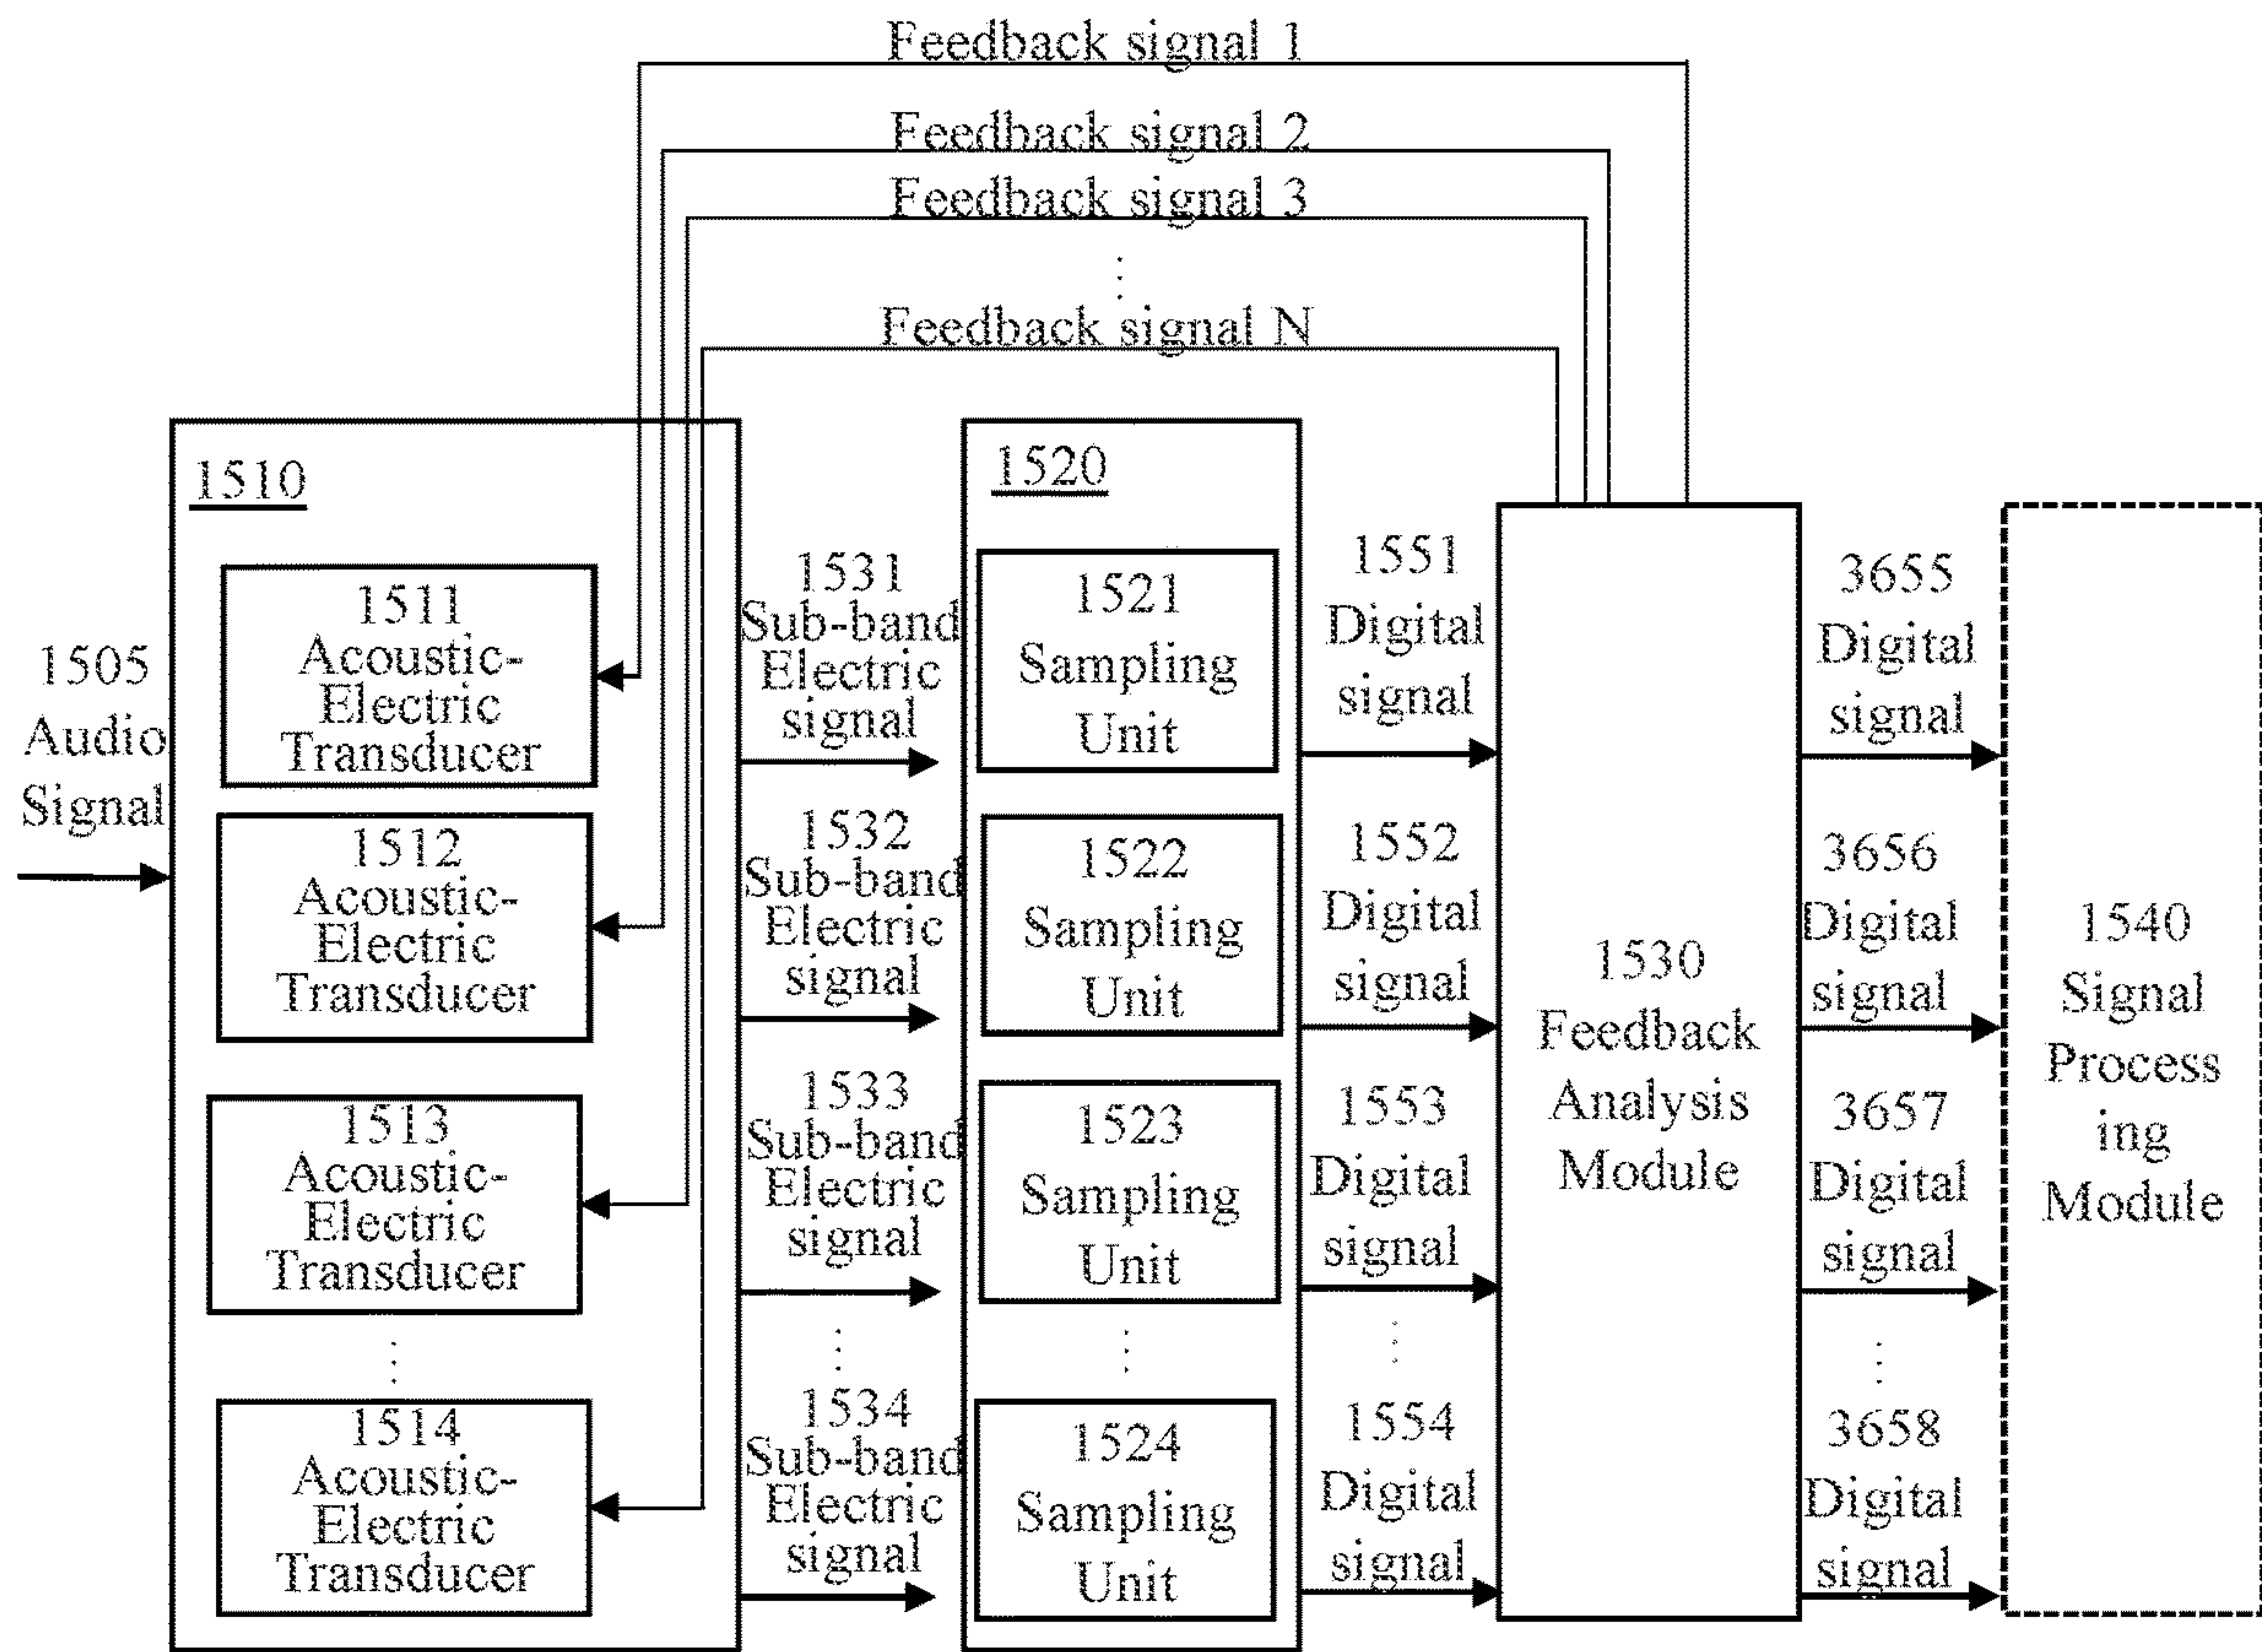 Feedback signal 1
Feedback signal 2
Feedback signal 3
Feedback signal N
1505
Audio
Signal
1510
1511
Acoustic-
Electric
Transducer
1512
Acoustic-
Electric
Transducer
1513
Acoustic-
Electric
Transducer
1514
Acoustic-
Electric
Transducer
1531
Sub-band
Electric
signal
1532
Sub-band
Electric
signal
1533
Sub-band
Electric
signal
1534
Sub-band
Electric
signal
1520
1521
Sampling
Unit
1522
Sampling
Unit
1523
Sampling
Unit
1524
Sampling
Unit
1551
Digital
signal
1552
Digital
signal
1553
Digital
signal
1554
Digital
signal
1530
Feedback
Analysis
Module
3655
Digital
signal
3656
Digital
signal
3657
Digital
signal
3658
Digital
signal
1540
Signal
Process
ing
Module